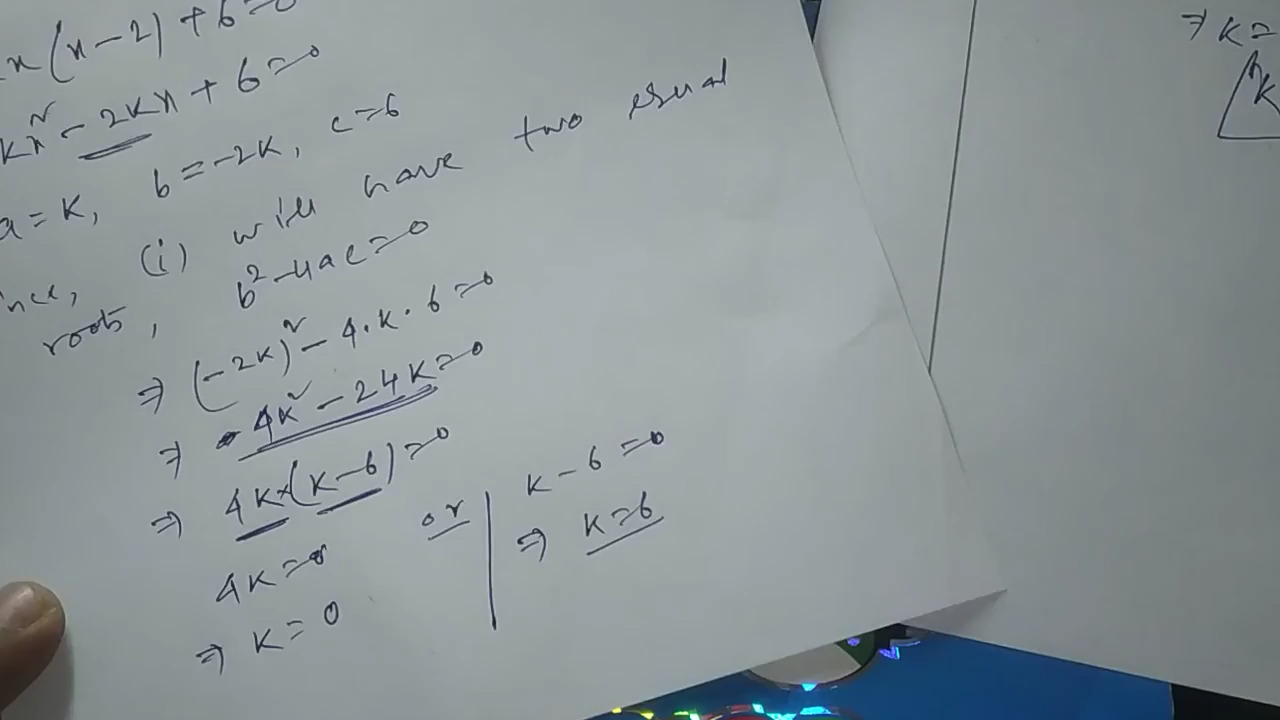 x(x-2)+6=0
kx²-2kx+6=0
a=k, b=-2k, c=6
(i) will have two equal
roots, b²-4ac=0
⇒ (-2k)²-4·k·6=0
⇒ 4k²-24k=0
⇒ 4k(k-6)=0
4k=0 or k-6=0
⇒ k=0 ⇒ k=6
⇒ k=
k